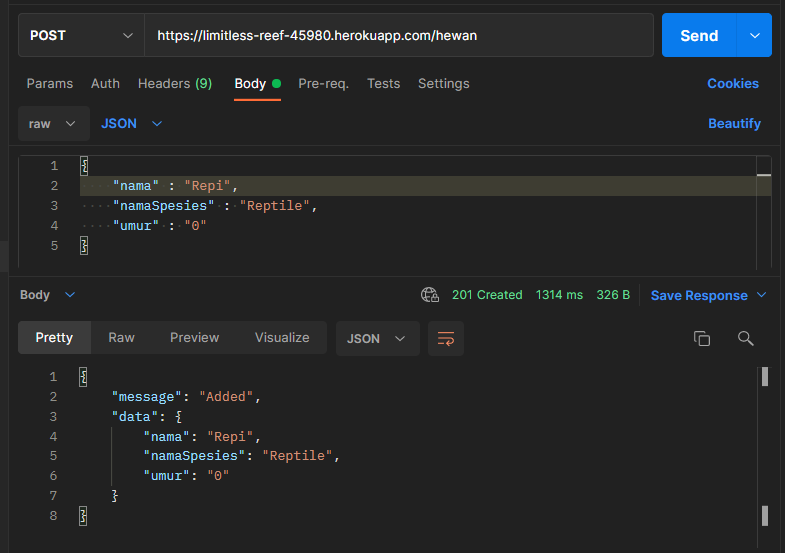 POST https://limitless-reef-45980.herokuapp.com/hewan Send
Params Auth Headers (9) Body Pre-req. Tests Settings Cookies
raw JSON Beautify
1 {
2 "nama" : "Repi",
3 "namaSpesies" : "Reptile",
4 "umur" : "0"
5 }
Body 201 Created 1314 ms 326 B Save Response
Pretty Raw Preview Visualize JSON
1 {
2 "message": "Added",
3 "data": {
4 "nama": "Repi",
5 "namaSpesies": "Reptile",
6 "umur": "0"
7 }
8 }